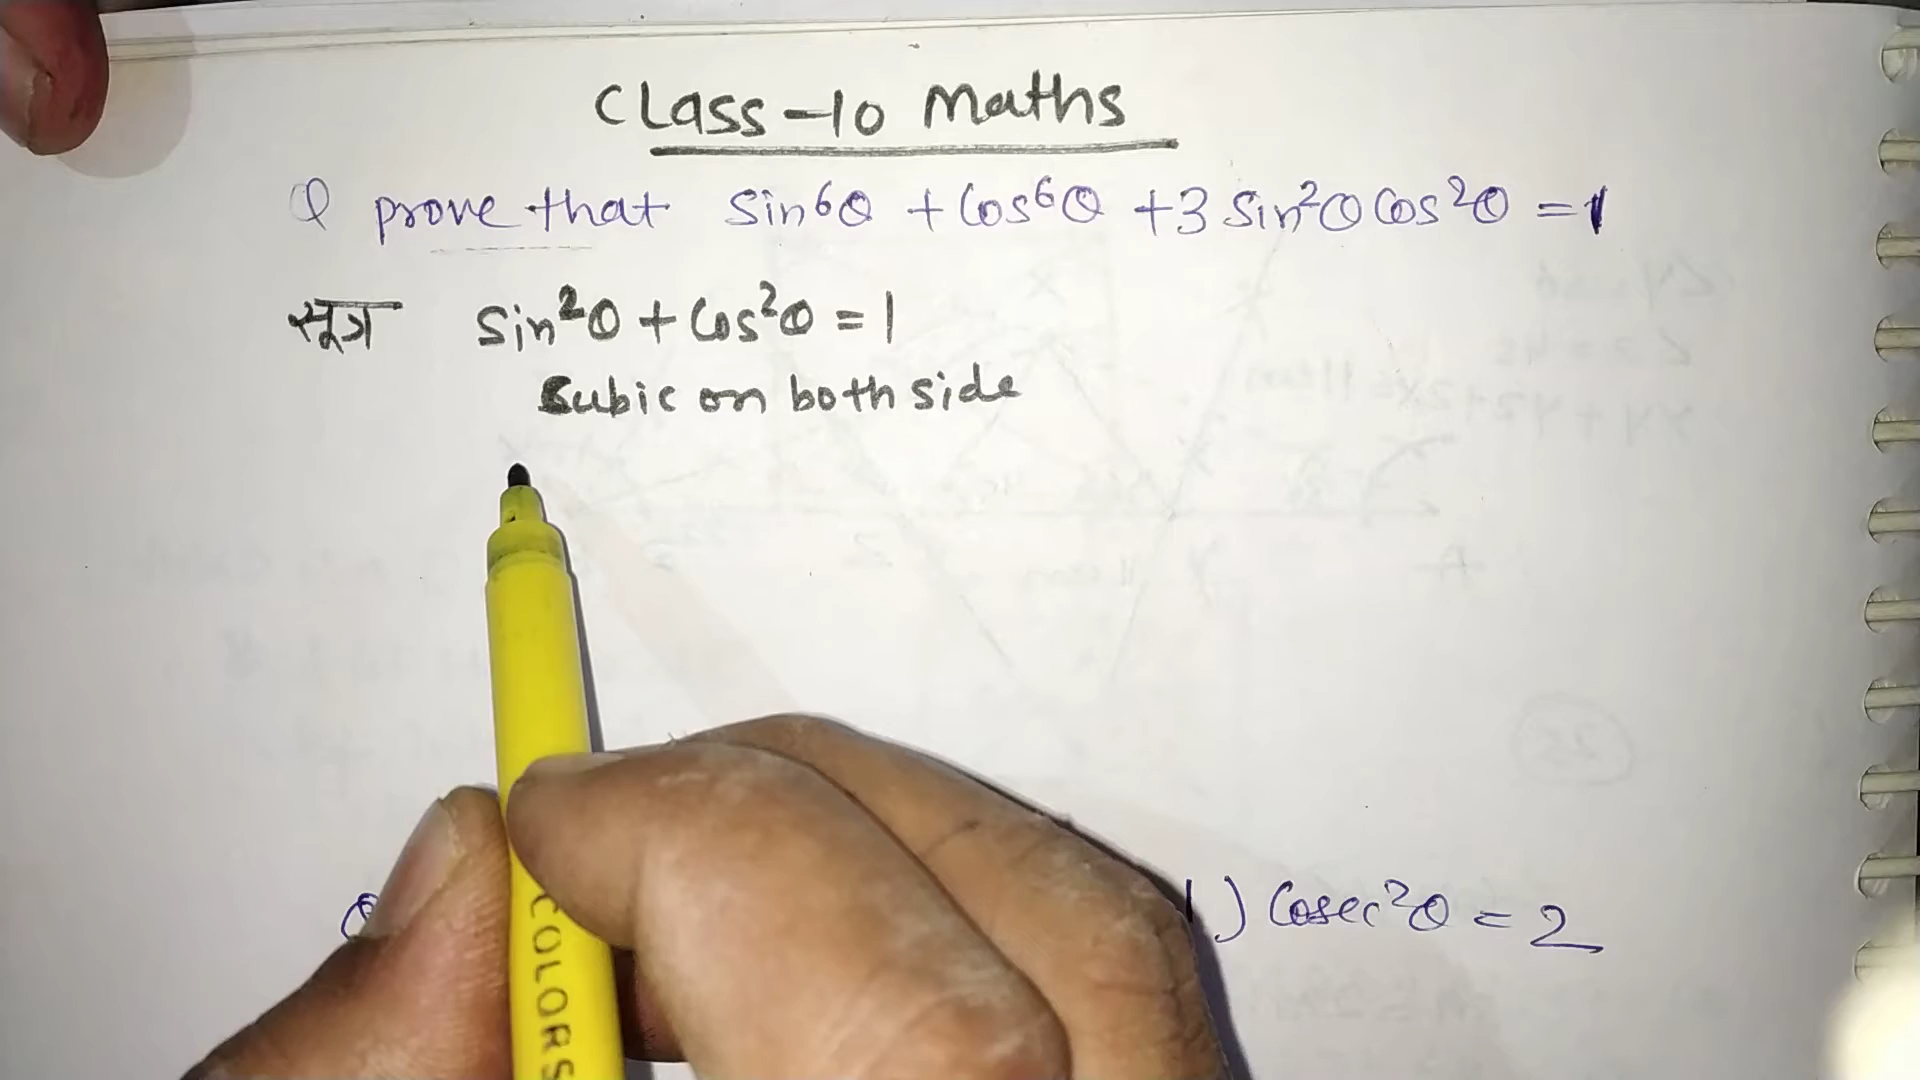 Class-10 Maths
Q prove that sin⁶θ + Cos⁶θ + 3 Sin²θ Cos²θ = 1
सूत्र sin²θ + Cos²θ = 1
Cubic on both side
1) Cosec²θ = 2
COLORS